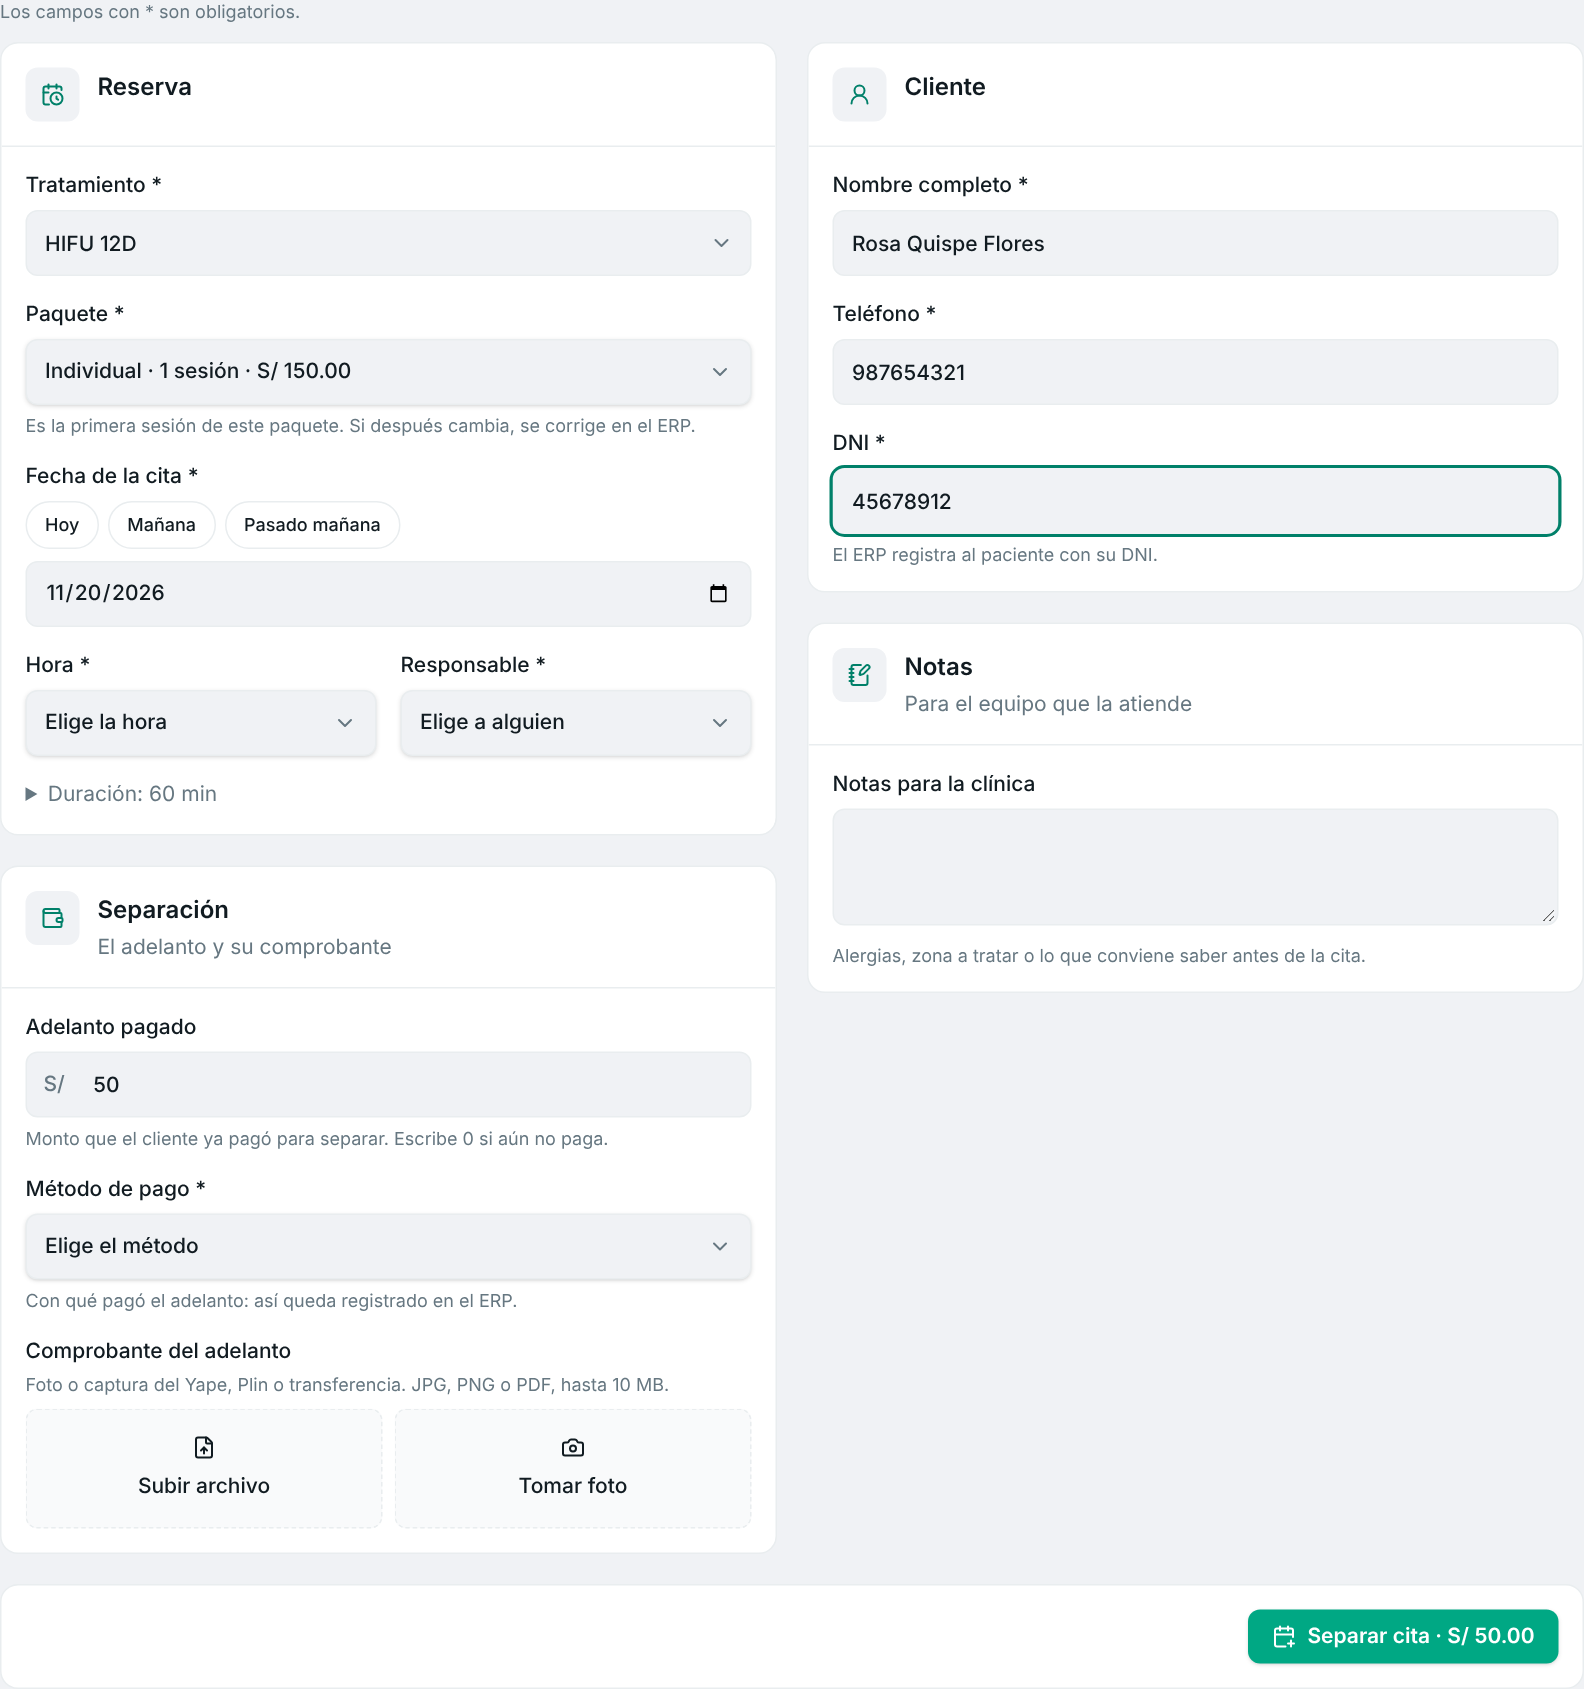 Los campos con * son obligatorios.
Reserva
Tratamiento *
HIFU 12D
Paquete *
Individual · 1 sesión · S/ 150.00
Es la primera sesión de este paquete. Si después cambia, se corrige en el ERP.
Fecha de la cita *
Hoy
Mañana
Pasado mañana
11/20/2026
Hora *
Responsable *
Elige la hora
Elige a alguien
Duración: 60 min
Separación
El adelanto y su comprobante
Adelanto pagado
S/ 50
Monto que el cliente ya pagó para separar. Escribe 0 si aún no paga.
Método de pago *
Elige el método
Con qué pagó el adelanto: así queda registrado en el ERP.
Comprobante del adelanto
Foto o captura del Yape, Plin o transferencia. JPG, PNG o PDF, hasta 10 MB.
Subir archivo
Tomar foto
Cliente
Nombre completo *
Rosa Quispe Flores
Teléfono *
987654321
DNI *
45678912
El ERP registra al paciente con su DNI.
Notas
Para el equipo que la atiende
Notas para la clínica
Alergias, zona a tratar o lo que conviene saber antes de la cita.
Separar cita · S/ 50.00